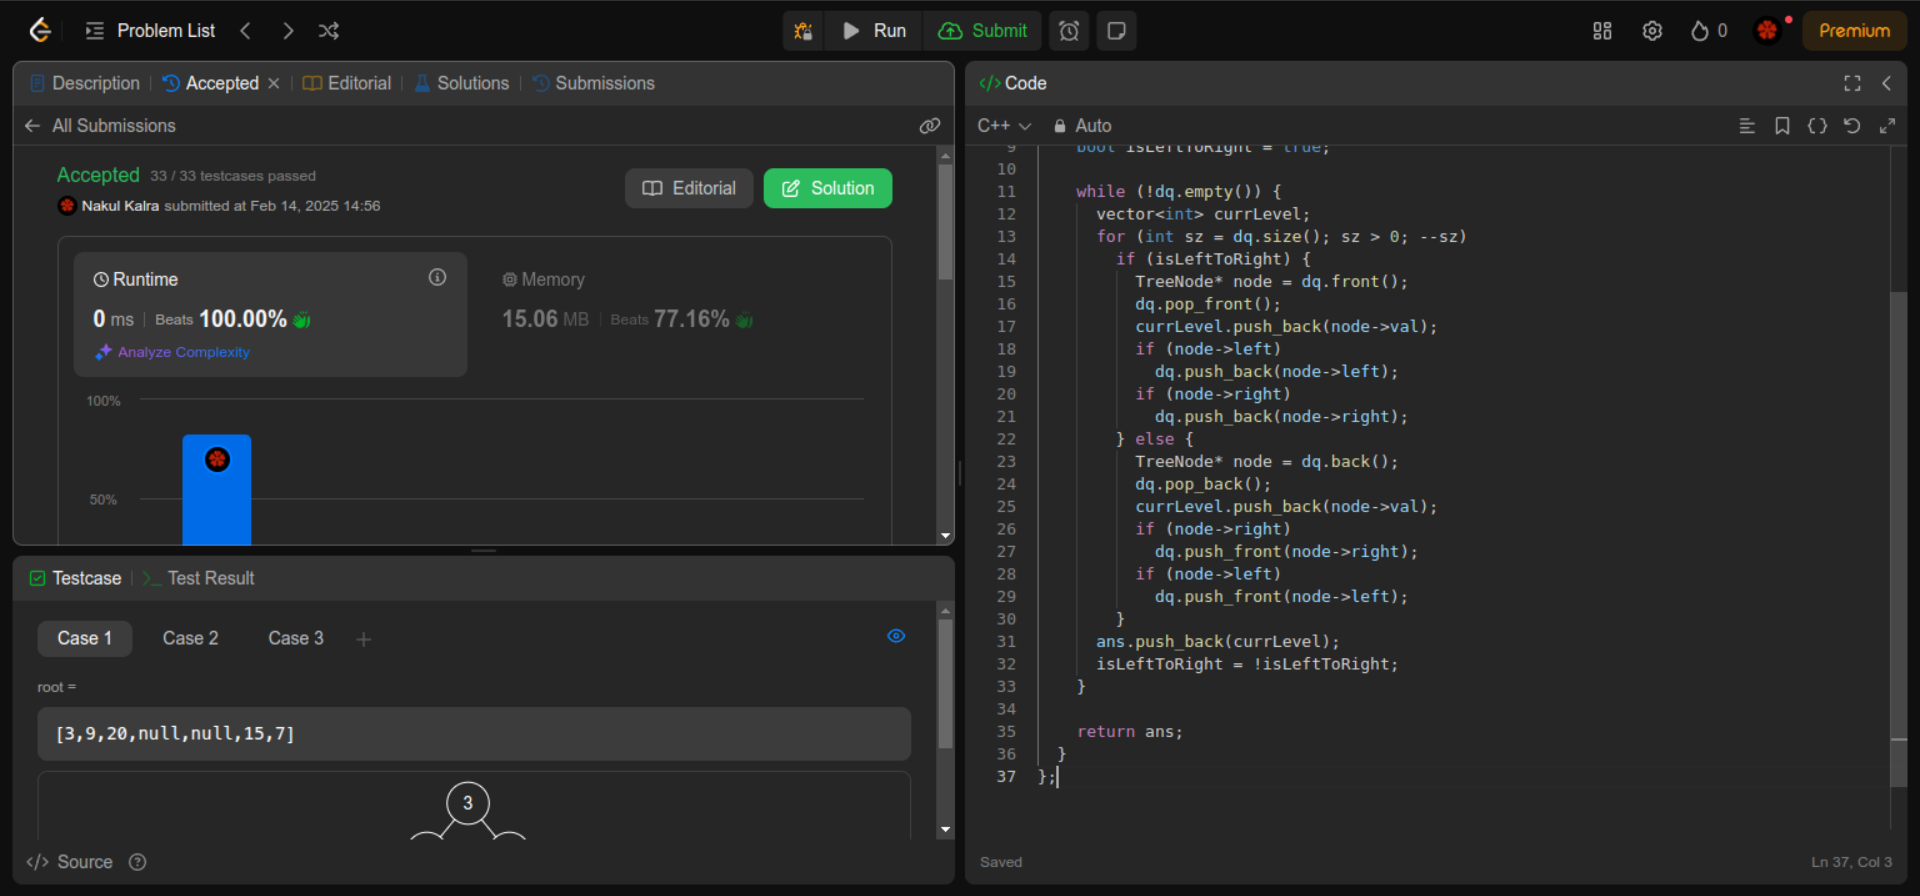 Problem List
Run
Submit
0
Premium
Description
Accepted
Editorial
Solutions
Submissions
All Submissions
Accepted 33 / 33 testcases passed
Nakul Kalra submitted at Feb 14, 2025 14:56
Editorial
Solution
Runtime
0 ms | Beats 100.00%
Analyze Complexity
Memory
15.06 MB | Beats 77.16%
100%
50%
Testcase
>_ Test Result
Case 1
Case 2
Case 3
+
root =
[3,9,20,null,null,15,7]
3
</> Source
</> Code
C++
Auto
9 bool isLeftToRight = true;
10
11 while (!dq.empty()) {
12 vector<int> currLevel;
13 for (int sz = dq.size(); sz > 0; --sz)
14 if (isLeftToRight) {
15 TreeNode* node = dq.front();
16 dq.pop_front();
17 currLevel.push_back(node->val);
18 if (node->left)
19 dq.push_back(node->left);
20 if (node->right)
21 dq.push_back(node->right);
22 } else {
23 TreeNode* node = dq.back();
24 dq.pop_back();
25 currLevel.push_back(node->val);
26 if (node->right)
27 dq.push_front(node->right);
28 if (node->left)
29 dq.push_front(node->left);
30 }
31 ans.push_back(currLevel);
32 isLeftToRight = !isLeftToRight;
33 }
34
35 return ans;
36 }
37 };
Saved
Ln 37, Col 3